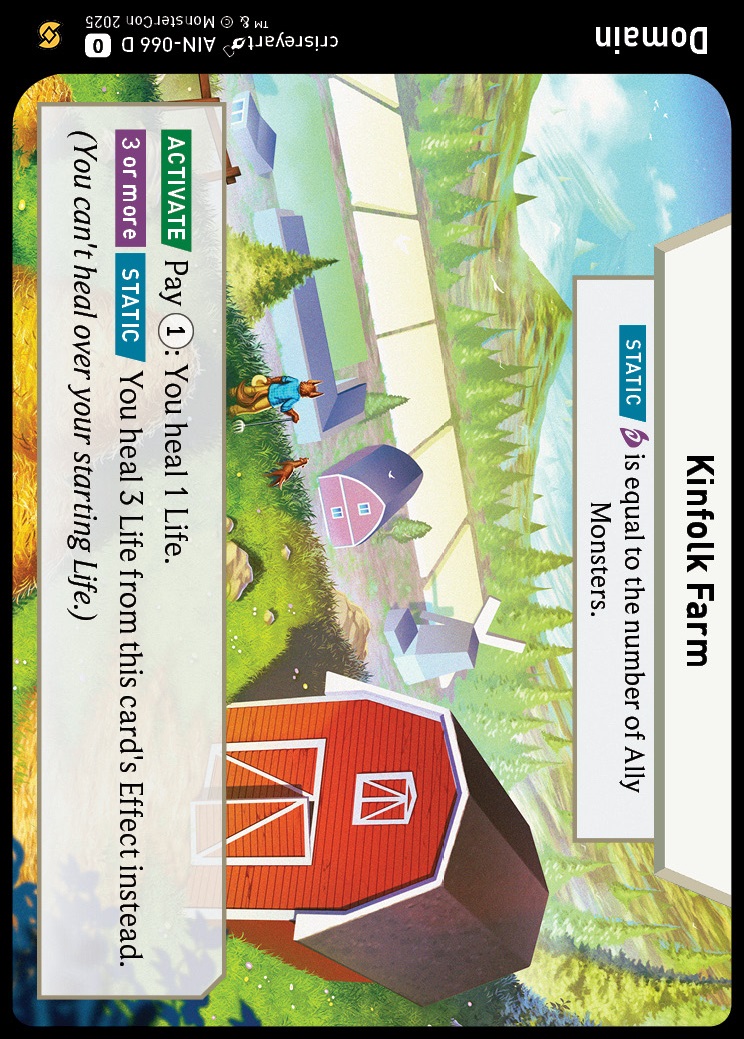 Kinfolk Farm
STATIC is equal to the number of Ally
Monsters.
ACTIVATE Pay 1: You heal 1 Life.
3 or more STATIC You heal 3 Life from this card's Effect instead.
(You can't heal over your starting Life.)
Domain
crisreyart AIN-066 D 0
™ & © MonsterCon 2025